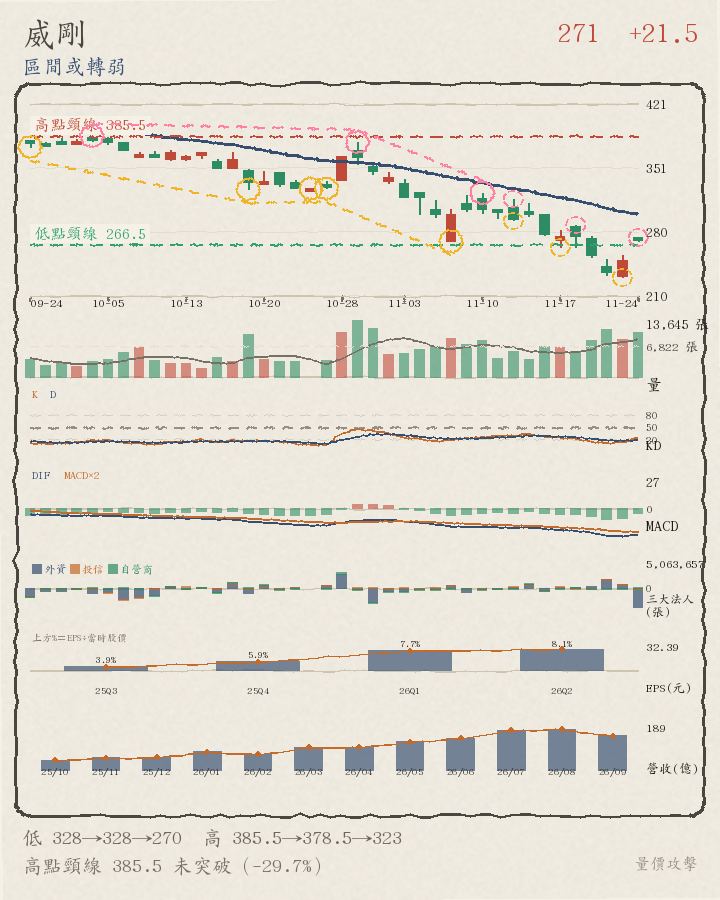 威剛
271 +21.5
區間或轉弱
421
高點頸線 385.5
351
低點頸線 266.5
280
210
09-24 10-05 10-13 10-20 10-28 11-03 11-10 11-17 11-24
13,645 張
6,822 張
量
K D
80
50
20
KD
DIF MACD×2
27
0
MACD
外資 投信 自營商
5,063,657
0
三大法人
(張)
上方%=EPS÷當時股價
3.9% 5.9% 7.7% 8.1%
32.39
25Q3 25Q4 26Q1 26Q2
EPS(元)
189
25/10 25/11 25/12 26/01 26/02 26/03 26/04 26/05 26/06 26/07 26/08 26/09
營收(億)
低 328→328→270 高 385.5→378.5→323
高點頸線 385.5 未突破 (-29.7%)
量價攻擊